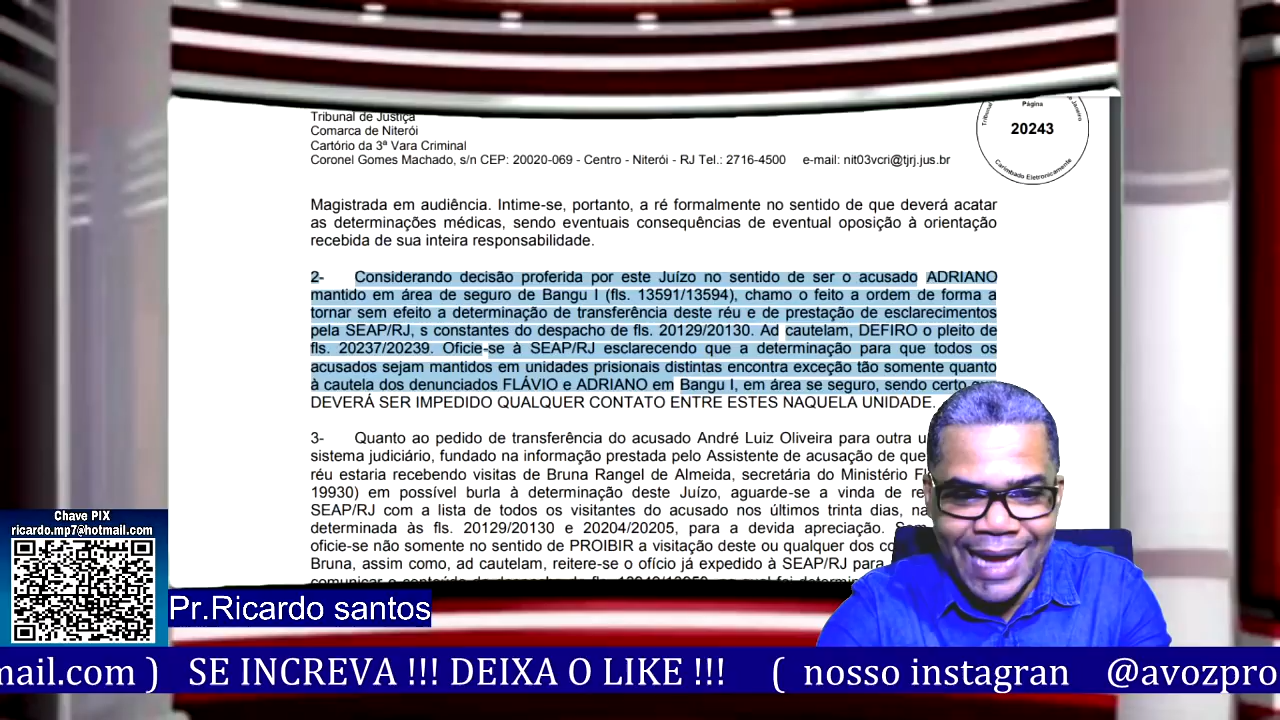 Tribunal de Justiça
Comarca de Niterói
Cartório da 3ª Vara Criminal
Coronel Gomes Machado, s/n CEP: 20020-069 - Centro - Niterói - RJ Tel.: 2716-4500 e-mail: nit03vcri@tjrj.jus.br
Página
20243
Carimbado Eletronicamente
Magistrada em audiência. Intime-se, portanto, a ré formalmente no sentido de que deverá acatar
as determinações médicas, sendo eventuais consequências de eventual oposição à orientação
recebida de sua inteira responsabilidade.
2- Considerando decisão proferida por este Juízo no sentido de ser o acusado ADRIANO
mantido em área de seguro de Bangu I (fls. 13591/13594), chamo o feito a ordem de forma a
tornar sem efeito a determinação de transferência deste réu e de prestação de esclarecimentos
pela SEAP/RJ, s constantes do despacho de fls. 20129/20130. Ad cautelam, DEFIRO o pleito de
fls. 20237/20239. Oficie-se à SEAP/RJ esclarecendo que a determinação para que todos os
acusados sejam mantidos em unidades prisionais distintas encontra exceção tão somente quanto
à cautela dos denunciados FLÁVIO e ADRIANO em Bangu I, em área se seguro, sendo certo
DEVERÁ SER IMPEDIDO QUALQUER CONTATO ENTRE ESTES NAQUELA UNIDADE.
3- Quanto ao pedido de transferência do acusado André Luiz Oliveira para outra
sistema judiciário, fundado na informação prestada pelo Assistente de acusação de que
réu estaria recebendo visitas de Bruna Rangel de Almeida, secretária do Ministério
19930) em possível burla à determinação deste Juízo, aguarde-se a vinda de
SEAP/RJ com a lista de todos os visitantes do acusado nos últimos trinta dias,
determinada às fls. 20129/20130 e 20204/20205, para a devida apreciação.
oficie-se não somente no sentido de PROIBIR a visitação deste ou qualquer dos
Bruna, assim como, ad cautelam, reitere-se o ofício já expedido à SEAP/RJ para
Chave PIX
ricardo.mp7@hotmail.com
Pr.Ricardo santos
mail.com ) SE INCREVA !!! DEIXA O LIKE !!! ( nosso instagran @avozpro